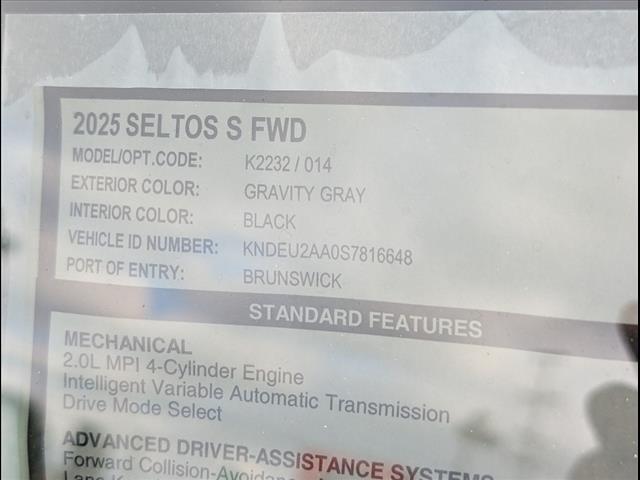 2025 SELTOS S FWD
MODEL/OPT.CODE: K2232 / 014
EXTERIOR COLOR: GRAVITY GRAY
INTERIOR COLOR: BLACK
VEHICLE ID NUMBER: KNDEU2AA0S7816648
PORT OF ENTRY: BRUNSWICK
STANDARD FEATURES
MECHANICAL
2.0L MPI 4-Cylinder Engine
Intelligent Variable Automatic Transmission
Drive Mode Select
ADVANCED DRIVER-ASSISTANCE SYSTEMS
Forward